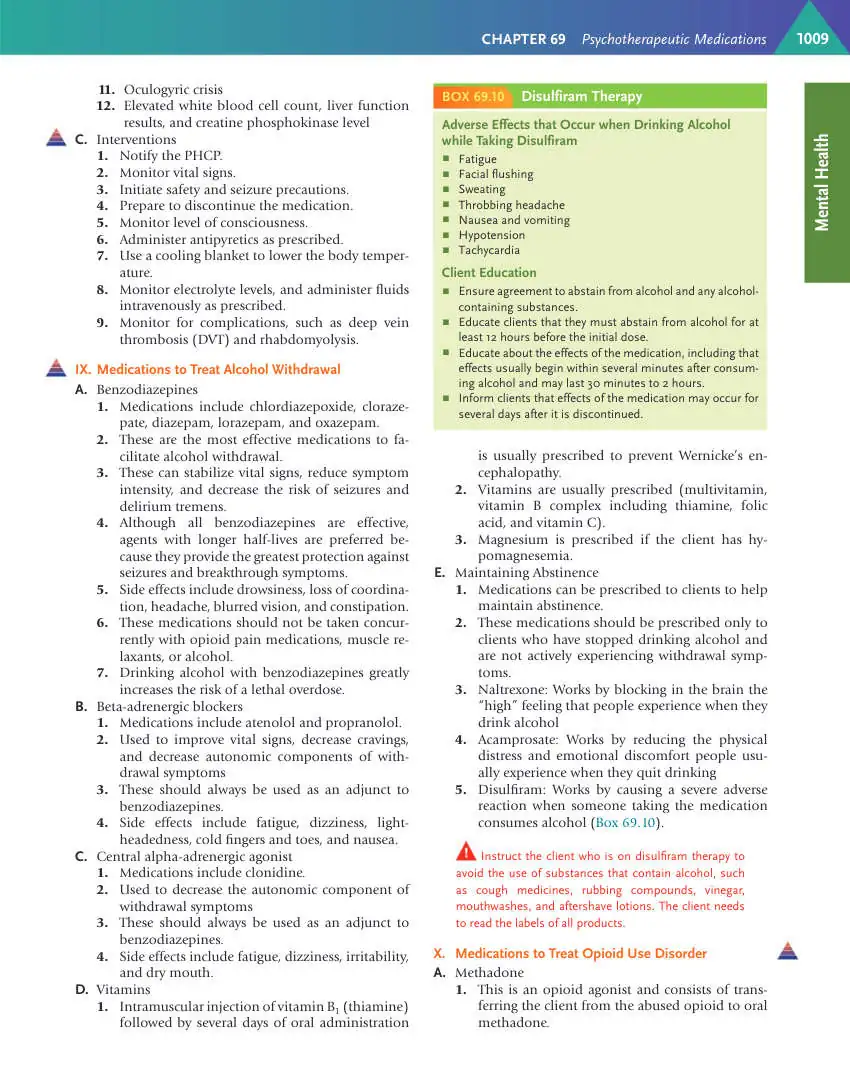 CHAPTER 69 Psychotherapeutic Medications 1009
11. Oculogyric crisis
12. Elevated white blood cell count, liver function
results, and creatine phosphokinase level
C. Interventions
1. Notify the PHCP.
2. Monitor vital signs.
3. Initiate safety and seizure precautions.
4. Prepare to discontinue the medication.
5. Monitor level of consciousness.
6. Administer antipyretics as prescribed.
7. Use a cooling blanket to lower the body temper-
ature.
8. Monitor electrolyte levels, and administer fluids
intravenously as prescribed.
9. Monitor for complications, such as deep vein
thrombosis (DVT) and rhabdomyolysis.
IX. Medications to Treat Alcohol Withdrawal
A. Benzodiazepines
1. Medications include chlordiazepoxide, cloraze-
pate, diazepam, lorazepam, and oxazepam.
2. These are the most effective medications to fa-
cilitate alcohol withdrawal.
3. These can stabilize vital signs, reduce symptom
intensity, and decrease the risk of seizures and
delirium tremens.
4. Although all benzodiazepines are effective,
agents with longer half-lives are preferred be-
cause they provide the greatest protection against
seizures and breakthrough symptoms.
5. Side effects include drowsiness, loss of coordina-
tion, headache, blurred vision, and constipation.
6. These medications should not be taken concur-
rently with opioid pain medications, muscle re-
laxants, or alcohol.
7. Drinking alcohol with benzodiazepines greatly
increases the risk of a lethal overdose.
B. Beta-adrenergic blockers
1. Medications include atenolol and propranolol.
2. Used to improve vital signs, decrease cravings,
and decrease autonomic components of with-
drawal symptoms
3. These should always be used as an adjunct to
benzodiazepines.
4. Side effects include fatigue, dizziness, light-
headedness, cold fingers and toes, and nausea.
C. Central alpha-adrenergic agonist
1. Medications include clonidine.
2. Used to decrease the autonomic component of
withdrawal symptoms
3. These should always be used as an adjunct to
benzodiazepines.
4. Side effects include fatigue, dizziness, irritability,
and dry mouth.
D. Vitamins
1. Intramuscular injection of vitamin B1 (thiamine)
followed by several days of oral administration
BOX 69.10 Disulfiram Therapy
Adverse Effects that Occur when Drinking Alcohol
while Taking Disulfiram
■ Fatigue
■ Facial flushing
■ Sweating
■ Throbbing headache
■ Nausea and vomiting
■ Hypotension
■ Tachycardia
Client Education
■ Ensure agreement to abstain from alcohol and any alcohol-
containing substances.
■ Educate clients that they must abstain from alcohol for at
least 12 hours before the initial dose.
■ Educate about the effects of the medication, including that
effects usually begin within several minutes after consum-
ing alcohol and may last 30 minutes to 2 hours.
■ Inform clients that effects of the medication may occur for
several days after it is discontinued.
is usually prescribed to prevent Wernicke's en-
cephalopathy.
2. Vitamins are usually prescribed (multivitamin,
vitamin B complex including thiamine, folic
acid, and vitamin C).
3. Magnesium is prescribed if the client has hy-
pomagnesemia.
E. Maintaining Abstinence
1. Medications can be prescribed to clients to help
maintain abstinence.
2. These medications should be prescribed only to
clients who have stopped drinking alcohol and
are not actively experiencing withdrawal symp-
toms.
3. Naltrexone: Works by blocking in the brain the
"high" feeling that people experience when they
drink alcohol
4. Acamprosate: Works by reducing the physical
distress and emotional discomfort people usu-
ally experience when they quit drinking
5. Disulfiram: Works by causing a severe adverse
reaction when someone taking the medication
consumes alcohol (Box 69.10).
Instruct the client who is on disulfiram therapy to
avoid the use of substances that contain alcohol, such
as cough medicines, rubbing compounds, vinegar,
mouthwashes, and aftershave lotions. The client needs
to read the labels of all products.
X. Medications to Treat Opioid Use Disorder
A. Methadone
1. This is an opioid agonist and consists of trans-
ferring the client from the abused opioid to oral
methadone.
Mental Health